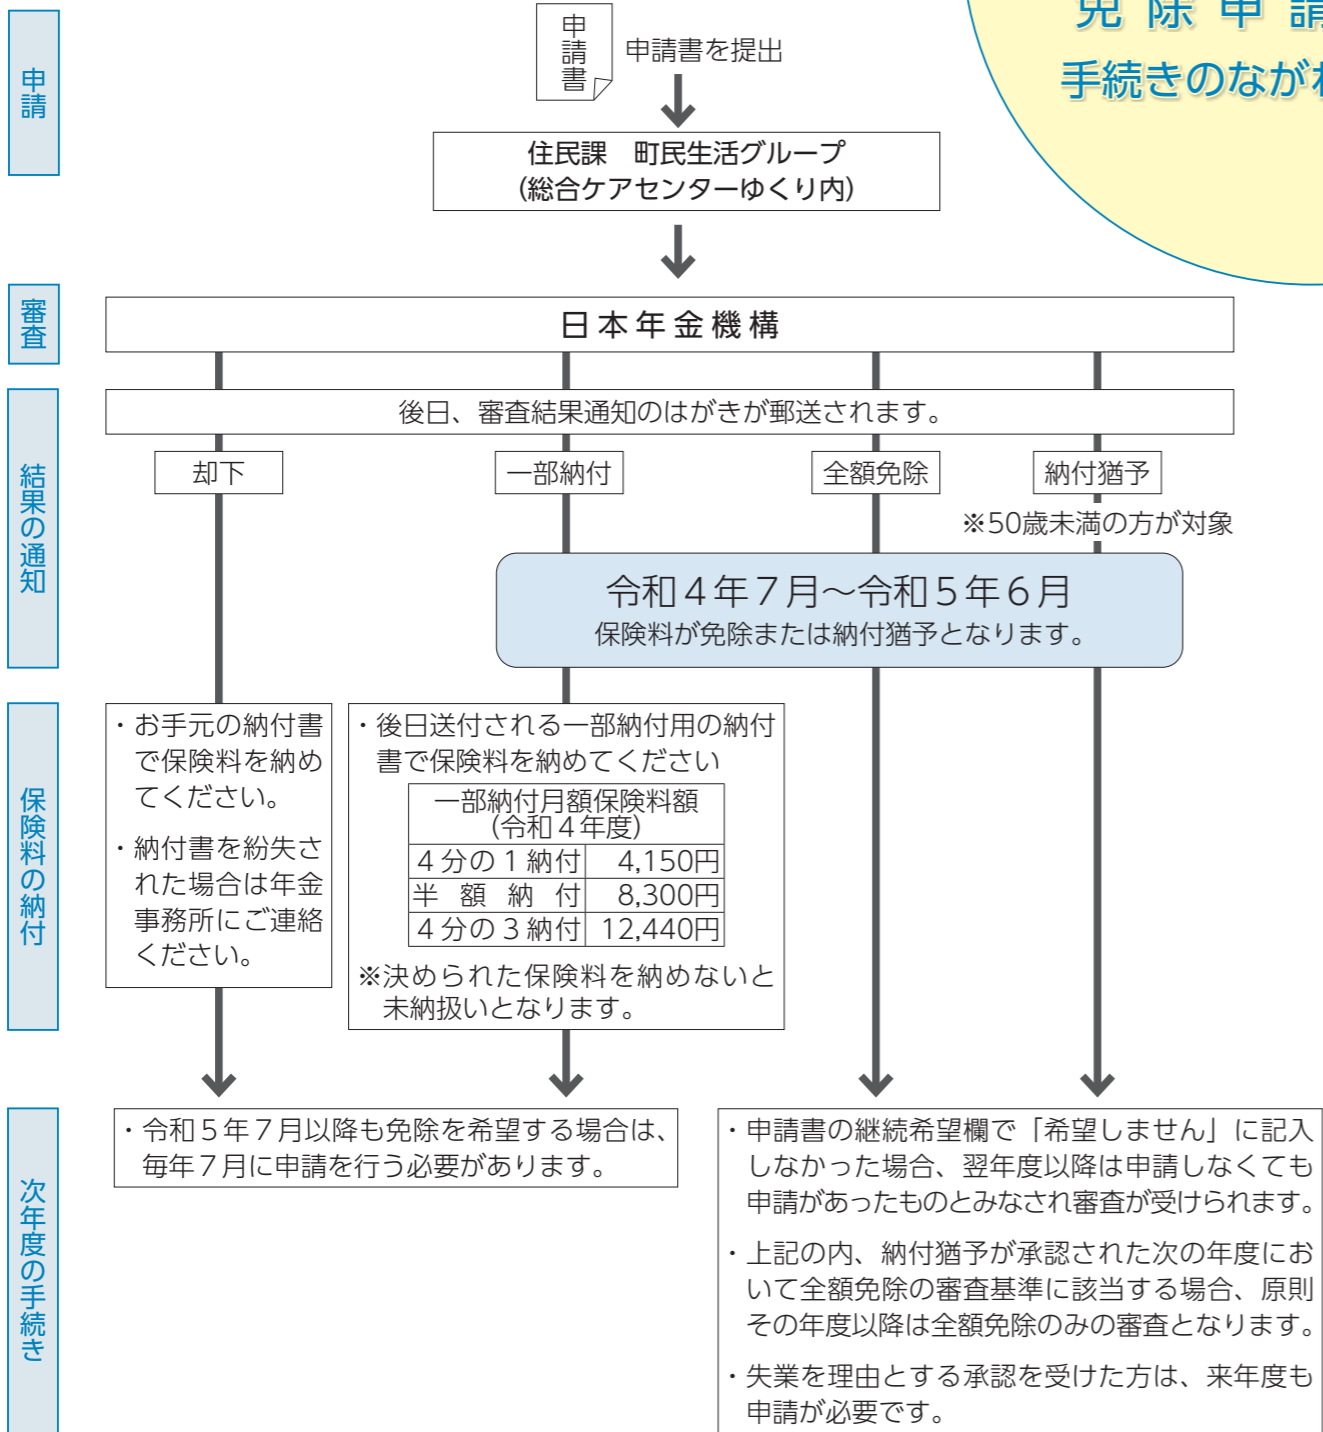 免除申請
手続きのながれ
申請
申請書
申請書を提出
住民課　町民生活グループ
(総合ケアセンターゆくり内)
審査
日本年金機構
結果の通知
後日、審査結果通知のはがきが郵送されます。
却下
一部納付
全額免除
納付猶予
※50歳未満の方が対象
令和４年７月～令和５年６月
保険料が免除または納付猶予となります。
保険料の納付
・お手元の納付書
で保険料を納め
てください。
・納付書を紛失さ
れた場合は年金
事務所にご連絡
ください。
・後日送付される一部納付用の納付
書で保険料を納めてください
一部納付月額保険料額
(令和４年度)
４分の１納付 4,150円
半額納付 8,300円
４分の３納付 12,440円
※決められた保険料を納めないと
未納扱いとなります。
次年度の手続き
・令和５年７月以降も免除を希望する場合は、
毎年７月に申請を行う必要があります。
・申請書の継続希望欄で「希望しません」に記入
しなかった場合、翌年度以降は申請しなくても
申請があったものとみなされ審査が受けられます。
・上記の内、納付猶予が承認された次の年度にお
いて全額免除の審査基準に該当する場合、原則
その年度以降は全額免除のみの審査となります。
・失業を理由とする承認を受けた方は、来年度も
申請が必要です。